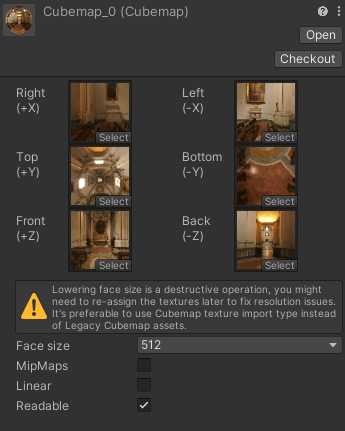 Cubemap_0 (Cubemap)
Open
Checkout
Right
(+X)
Select
Left
(-X)
Select
Top
(+Y)
Select
Bottom
(-Y)
Select
Front
(+Z)
Select
Back
(-Z)
Select
Lowering face size is a destructive operation, you might
need to re-assign the textures later to fix resolution issues.
It's preferable to use Cubemap texture import type instead
of Legacy Cubemap assets.
Face size 512
MipMaps
Linear
Readable